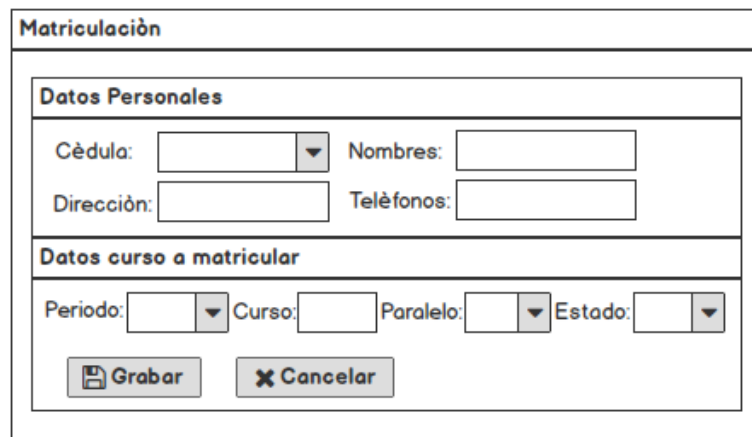 Matriculaciòn
Datos Personales
Cèdula: Nombres:
Direcciòn: Telèfonos:
Datos curso a matricular
Periodo: Curso: Paralelo: Estado:
Grabar Cancelar